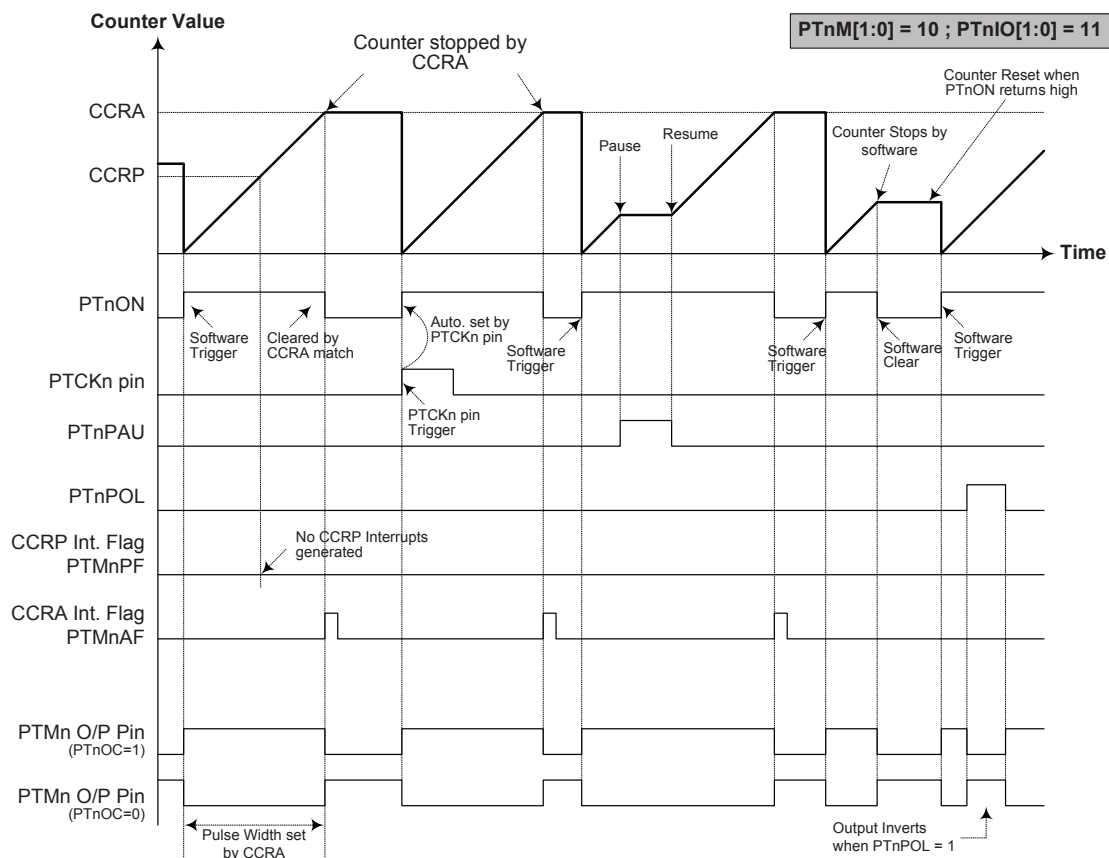 Counter Value
PTnM[1:0] = 10 ; PTnIO[1:0] = 11
Counter stopped by
CCRA
Counter Reset when
PTnON returns high
CCRA
Counter Stops by
software
Pause
Resume
CCRP
Time
PTnON
Software
Trigger
Cleared by
CCRA match
Auto. set by
PTCKn pin
Software
Trigger
Software
Trigger
Software
Clear
Software
Trigger
PTCKn pin
PTCKn pin
Trigger
PTnPAU
PTnPOL
CCRP Int. Flag
PTMnPF
No CCRP Interrupts
generated
CCRA Int. Flag
PTMnAF
PTMn O/P Pin
(PTnOC=1)
PTMn O/P Pin
(PTnOC=0)
Pulse Width set
by CCRA
Output Inverts
when PTnPOL = 1